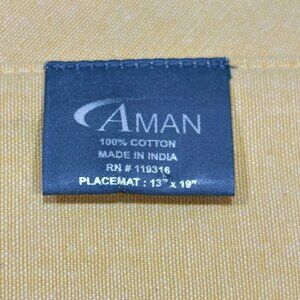 AMAN
100% COTTON
MADE IN INDIA
RN # 119316
PLACEMAT : 13" x 19"